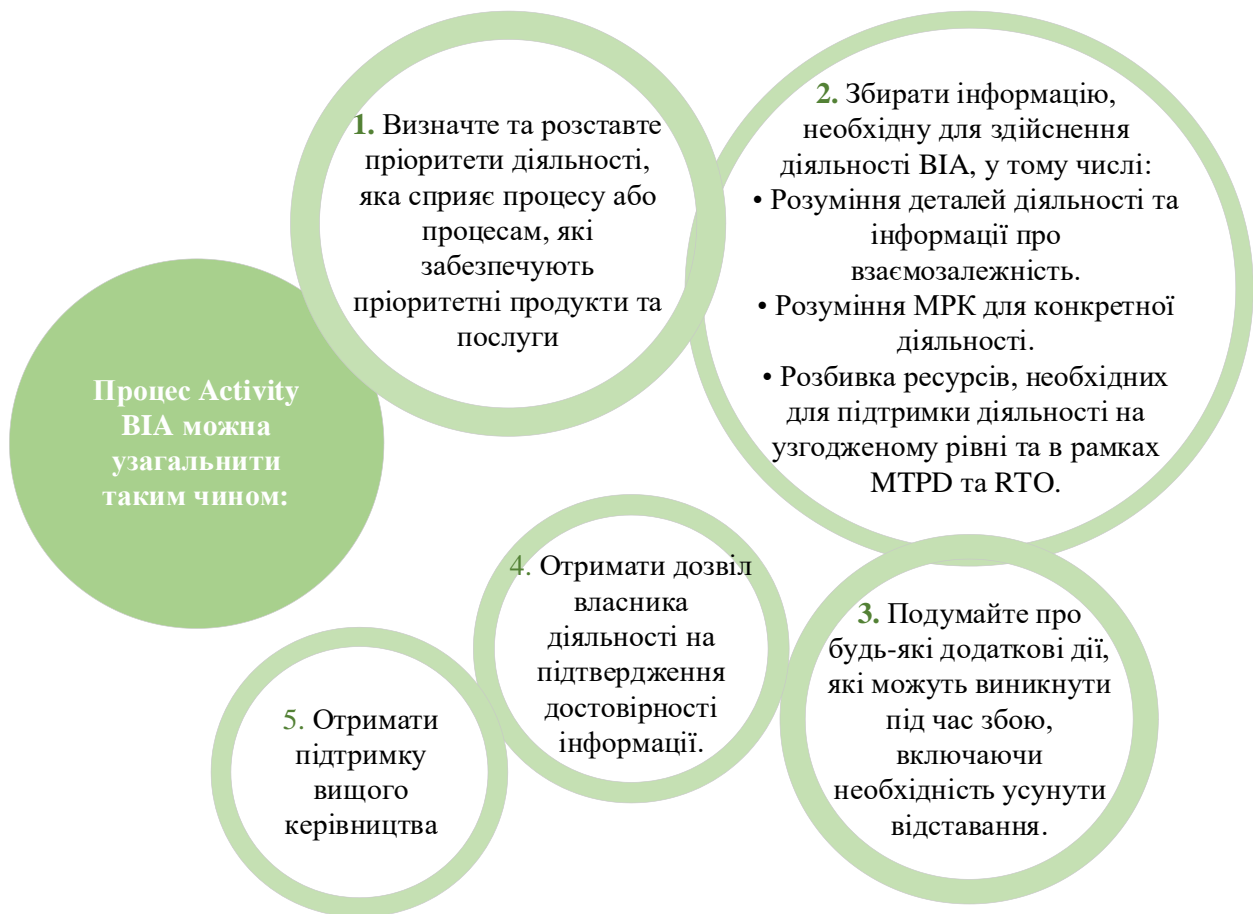 Процес Activity
BIA можна
узагальнити
таким чином:
1. Визначте та розставте
пріоритети діяльності,
яка сприяє процесу або
процесам, які
забезпечують
пріоритетні продукти та
послуги
2. Збирати інформацію,
необхідну для здійснення
діяльності BIA, у тому числі:
• Розуміння деталей діяльності та
інформації про
взаємозалежність.
• Розуміння МРК для конкретної
діяльності.
• Розбивка ресурсів, необхідних
для підтримки діяльності на
узгодженому рівні та в рамках
MTPD та RTO.
3. Подумайте про
будь-які додаткові дії,
які можуть виникнути
під час збою,
включаючи
необхідність усунути
відставання.
4. Отримати дозвіл
власника
діяльності на
підтвердження
достовірності
інформації.
5. Отримати
підтримку
вищого
керівництва